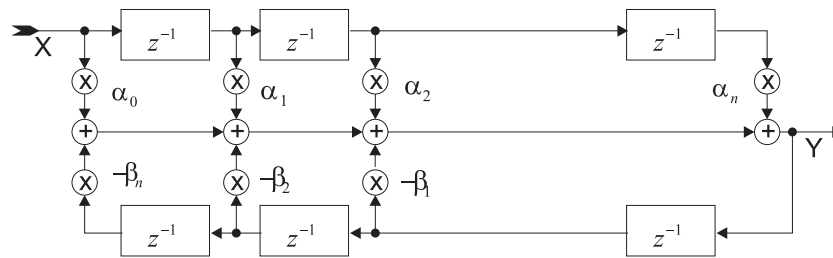 X
z⁻¹ z⁻¹ z⁻¹
x x x x
α₀ α₁ α₂ αₙ
+ + + +
Y
-βₙ -β₂ -β₁
x x x
z⁻¹ z⁻¹ z⁻¹